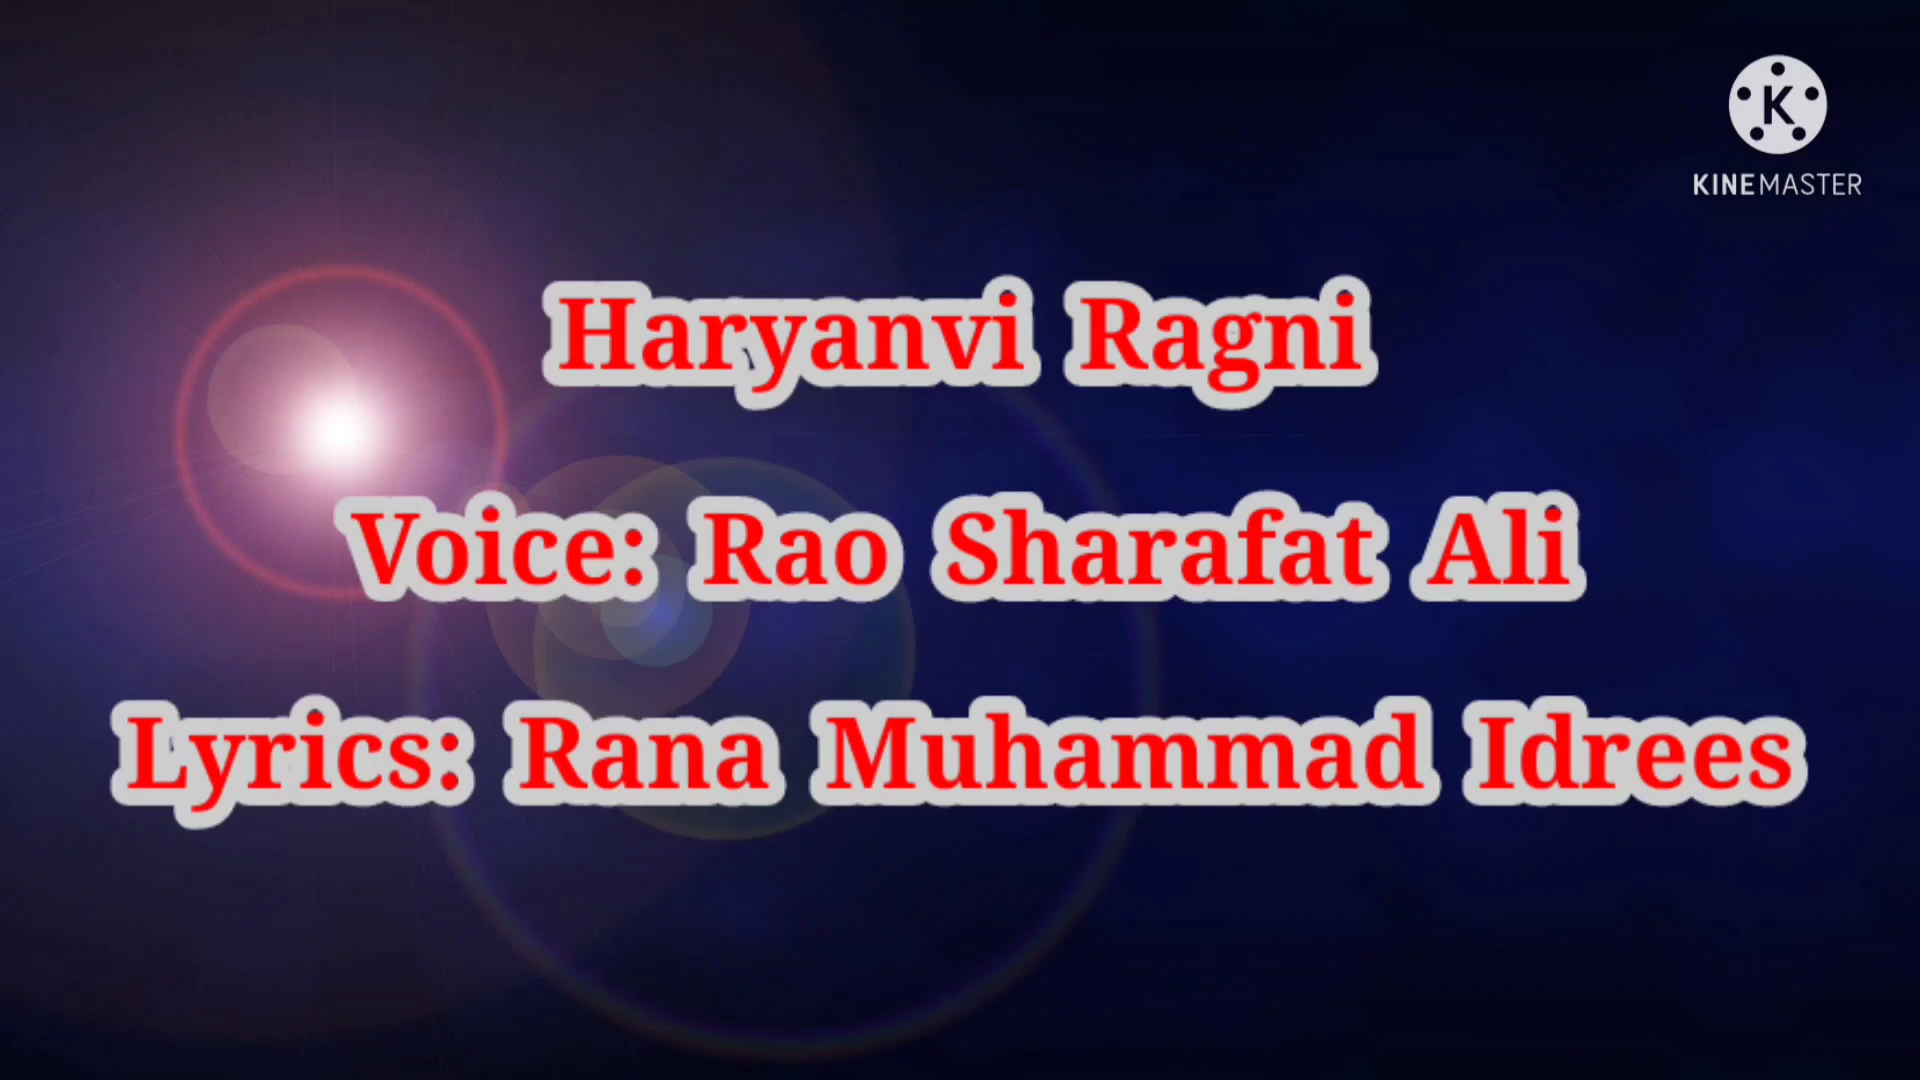 K
KINEMASTER
Haryanvi Ragni
Voice: Rao Sharafat Ali
Lyrics: Rana Muhammad Idrees